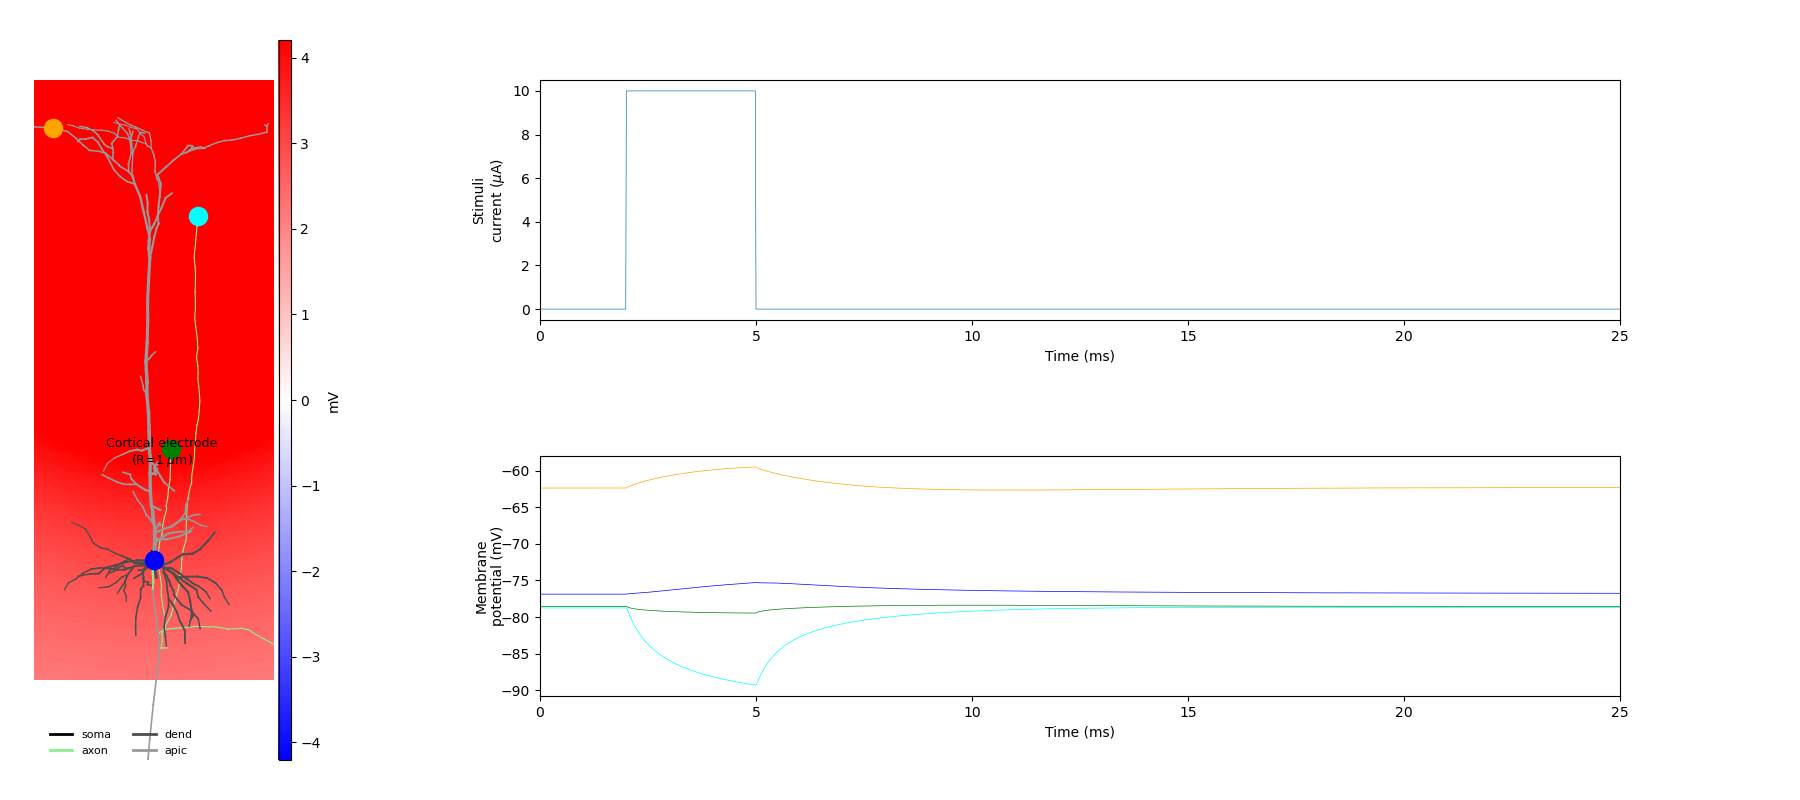 4
3
2
1
0
−1
−2
−3
−4
mV
Cortical electrode
(R=1 μm)
soma
axon
dend
apic
Stimuli
current (μA)
10
8
6
4
2
0
0 5 10 15 20 25
Time (ms)
Membrane
potential (mV)
−60
−65
−70
−75
−80
−85
−90
0 5 10 15 20 25
Time (ms)